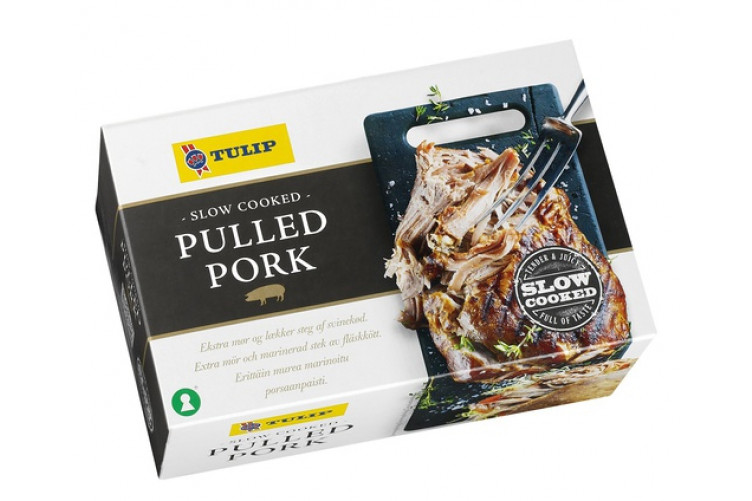 TULIP
- SLOW COOKED -
PULLED
PORK
Ekstra mør og lækker steg af svinekød.
Extra mör och marinerad stek av fläskkött.
Erittäin murea marinoitu
porsaanpaisti.
TENDER & JUICY
SLOW
COOKED
FULL OF TASTE
TULIP
SLOW COOKED
PULLED
PORK